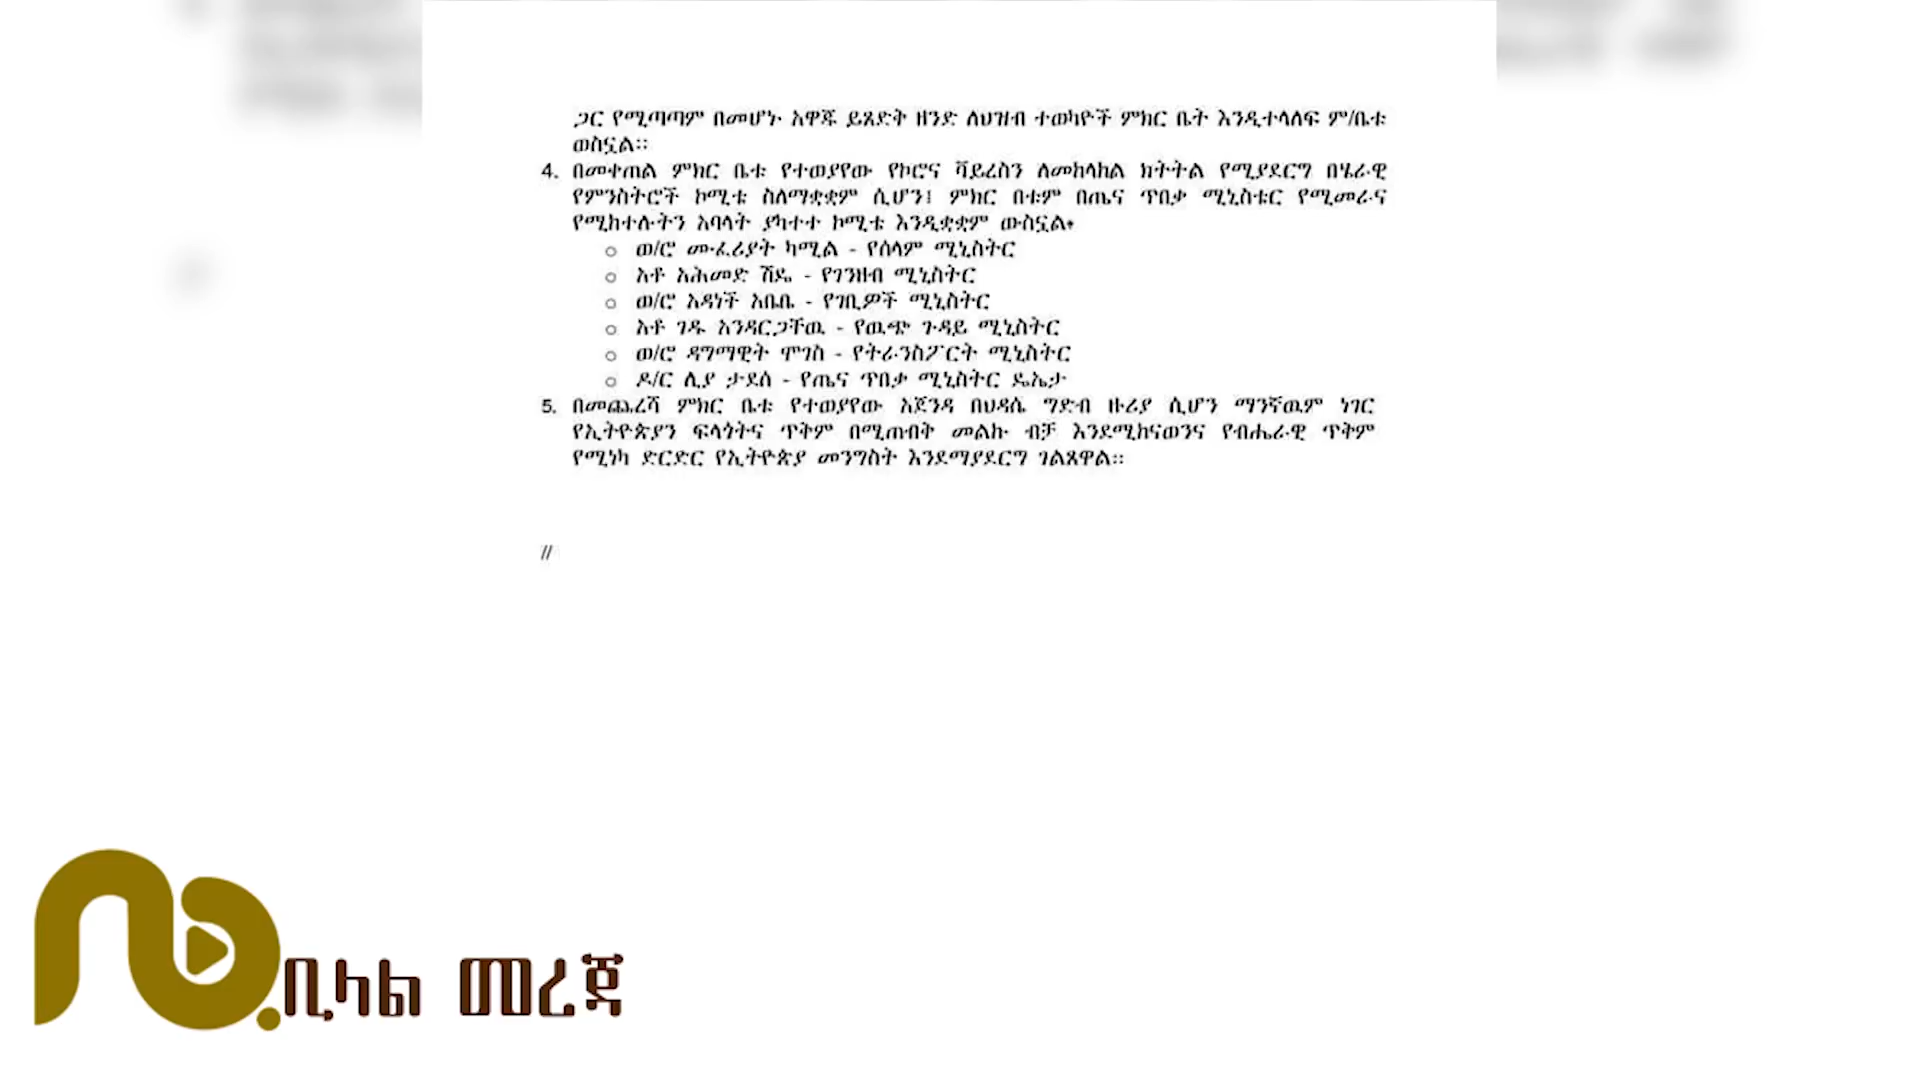 ጋር የሚጣጣም በመሆኑ አዋጁ ይጸድቅ ዘንድ ለህዝብ ተወካዮች ምክር ቤት እንዲተላለፍ ም/ቤቱ
ወስኗል።
4. በመቀጠል ምክር ቤቱ የተወያየው የኮሮና ቫይረስን ለመከላከል ክትትል የሚያደርግ በሄራዊ
የምንስትሮች ኮሚቴ ስለማቋቋም ሲሆን፤ ምክር በቱም በጤና ጥበቃ ሚኒስቴር የሚመራና
የሚከተሉትን አባላት ያካተተ ኮሚቴ እንዲቋቋም ውስኗል፥
○ ወ/ሮ ሙፈሪያት ካሚል - የሰላም ሚኒስትር
○ አቶ አሕመድ ሽዴ - የገንዘብ ሚኒስትር
○ ወ/ሮ አዳነች አቤቤ - የገቢዎች ሚኒስትር
○ አቶ ገዱ አንዳርጋቸዉ - የዉጭ ጉዳይ ሚኒስትር
○ ወ/ሮ ዳግማዊት ሞገስ - የትራንስፖርት ሚኒስትር
○ ዶ/ር ሊያ ታደሰ - የጤና ጥበቃ ሚኒስትር ዴኤታ
5. በመጨረሻ ምክር ቤቱ የተወያየው አጀንዳ በህዳሴ ግድብ ዙሪያ ሲሆን ማንኛዉም ነገር
የኢትዮጵያን ፍላጎትና ጥቅም በሚጠብቅ መልኩ ብቻ እንደሚከናወንና የብሔራዊ ጥቅም
የሚነካ ድርድር የኢትዮጵያ መንግስት እንደማያደርግ ገልጸዋል።
//
ቢላል መረጃ